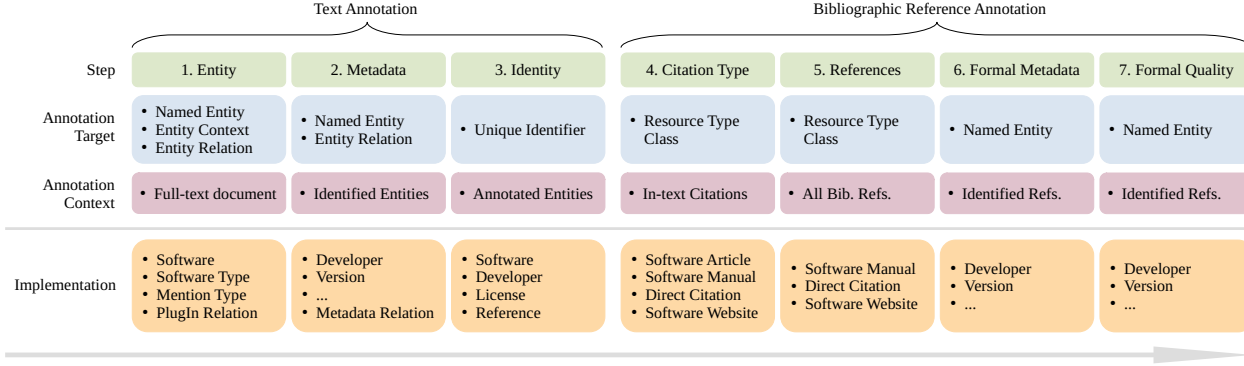 Text Annotation
Bibliographic Reference Annotation
Step
1. Entity
2. Metadata
3. Identity
4. Citation Type
5. References
6. Formal Metadata
7. Formal Quality
Annotation
Target
• Named Entity
• Entity Context
• Entity Relation
• Named Entity
• Entity Relation
• Unique Identifier
• Resource Type
Class
• Resource Type
Class
• Named Entity
• Named Entity
Annotation
Context
• Full-text document
• Identified Entities
• Annotated Entities
• In-text Citations
• All Bib. Refs.
• Identified Refs.
• Identified Refs.
Implementation
• Software
• Software Type
• Mention Type
• PlugIn Relation
• Developer
• Version
• ...
• Metadata Relation
• Software
• Developer
• License
• Reference
• Software Article
• Software Manual
• Direct Citation
• Software Website
• Software Manual
• Direct Citation
• Software Website
• Developer
• Version
• ...
• Developer
• Version
• ...